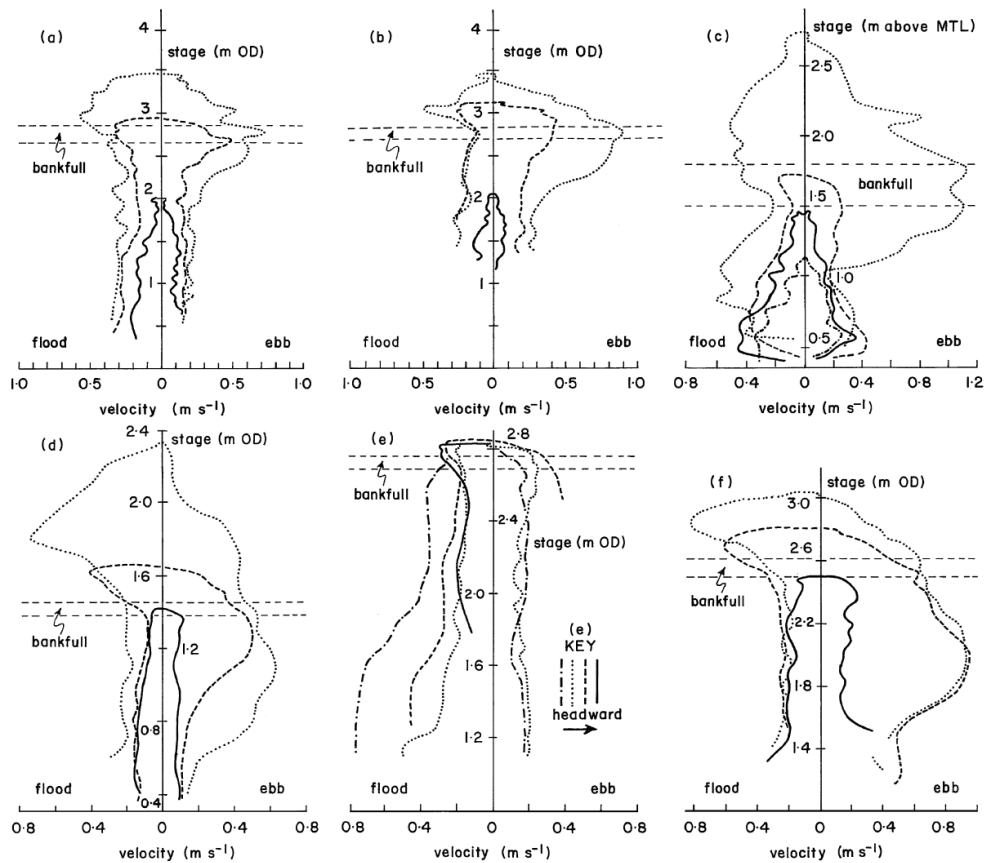 (a)
4
stage (m OD)
3
bankfull
2
1
flood
ebb
1·0
0·5
0
0·5
1·0
velocity (m s⁻¹)
(b)
4
stage (m OD)
3
bankfull
2
1
flood
ebb
1·0
0·5
0
0·5
1·0
velocity (m s⁻¹)
(c)
stage (m above MTL)
2·5
2·0
bankfull
1·5
1·0
0·5
flood
ebb
0·8
0·4
0
0·4
0·8
1·2
velocity (m s⁻¹)
(d)
2·4
stage (m OD)
2·0
1·6
bankfull
1·2
0·8
0·4
flood
ebb
0·8
0·4
0
0·4
0·8
velocity (m s⁻¹)
(e)
2·8
bankfull
2·4
stage (m OD)
2·0
1·6
1·2
(e)
KEY
headward
flood
ebb
0·8
0·4
0
0·4
0·8
velocity (m s⁻¹)
(f)
stage (m OD)
3·0
2·6
bankfull
2·2
1·8
1·4
flood
ebb
0·8
0·4
0
0·4
0·8
velocity (m s⁻¹)